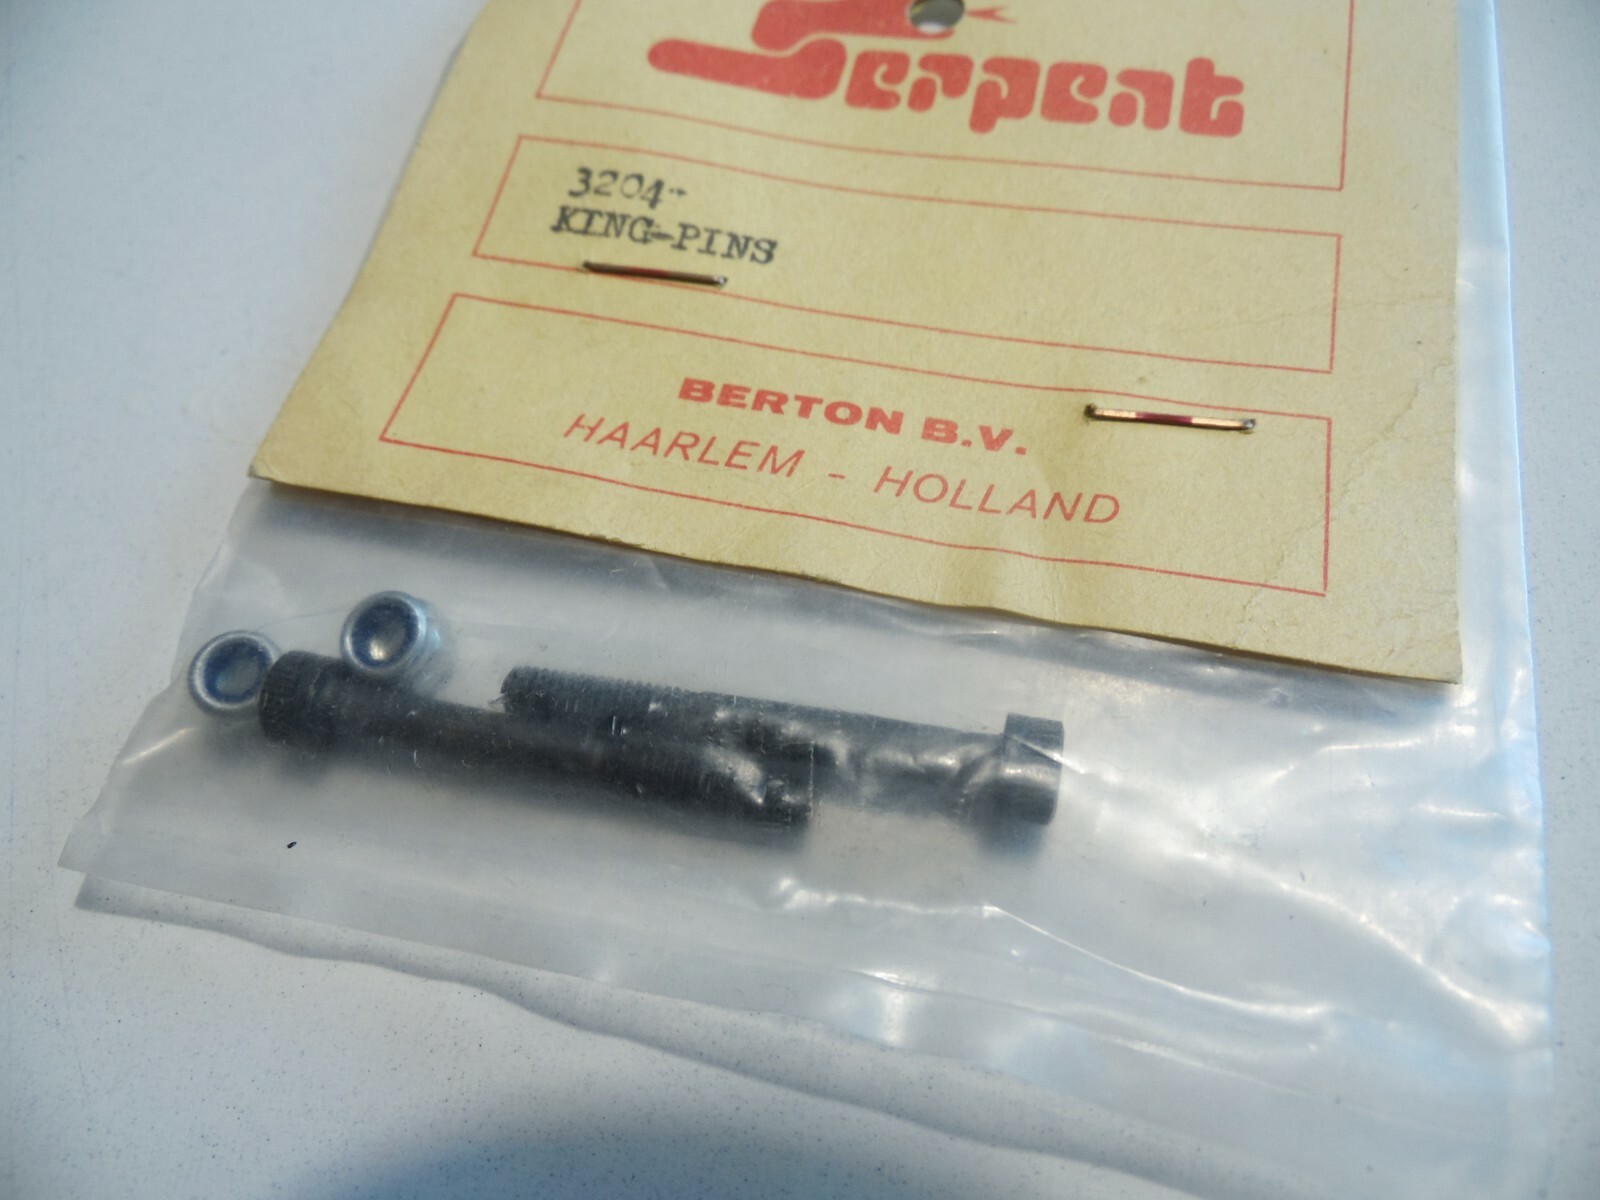 Serpent
3204-
KING-PINS
BERTON B.V.
HAARLEM - HOLLAND